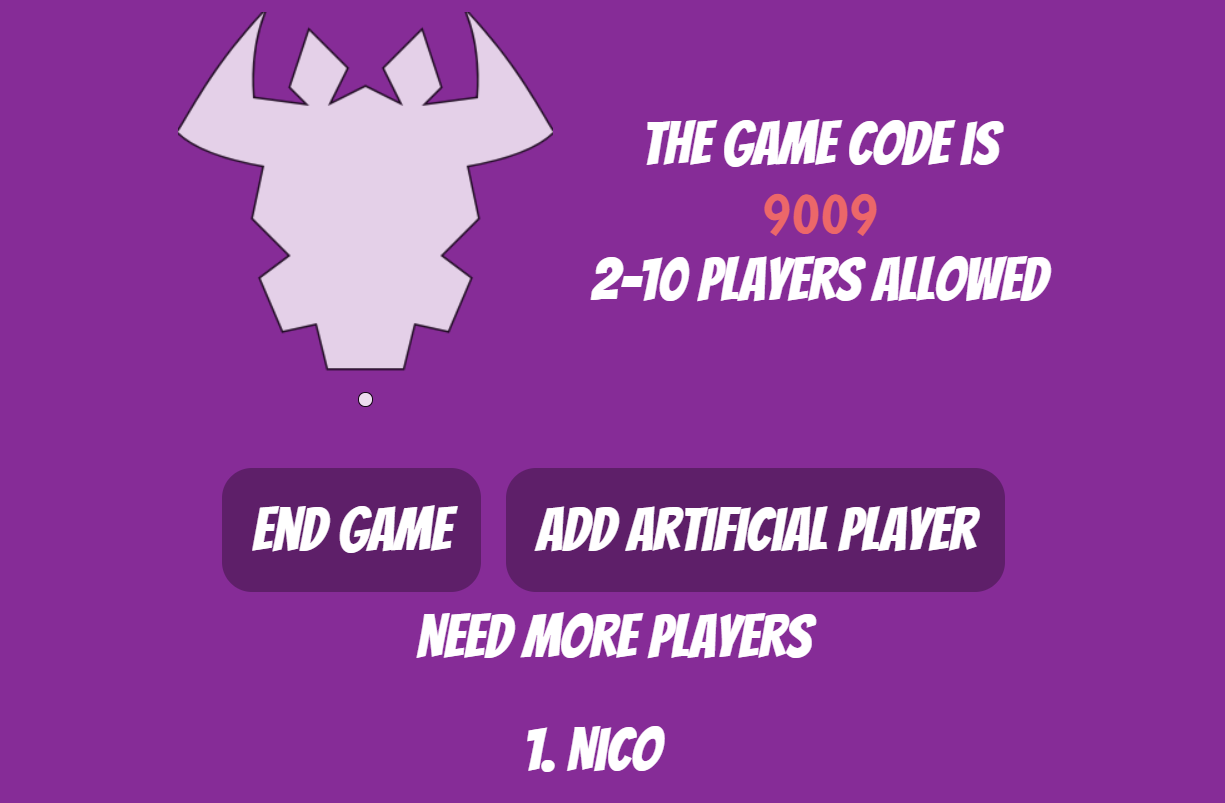 THE GAME CODE IS
9009
2-10 PLAYERS ALLOWED
END GAME
ADD ARTIFICIAL PLAYER
NEED MORE PLAYERS
1. NICO